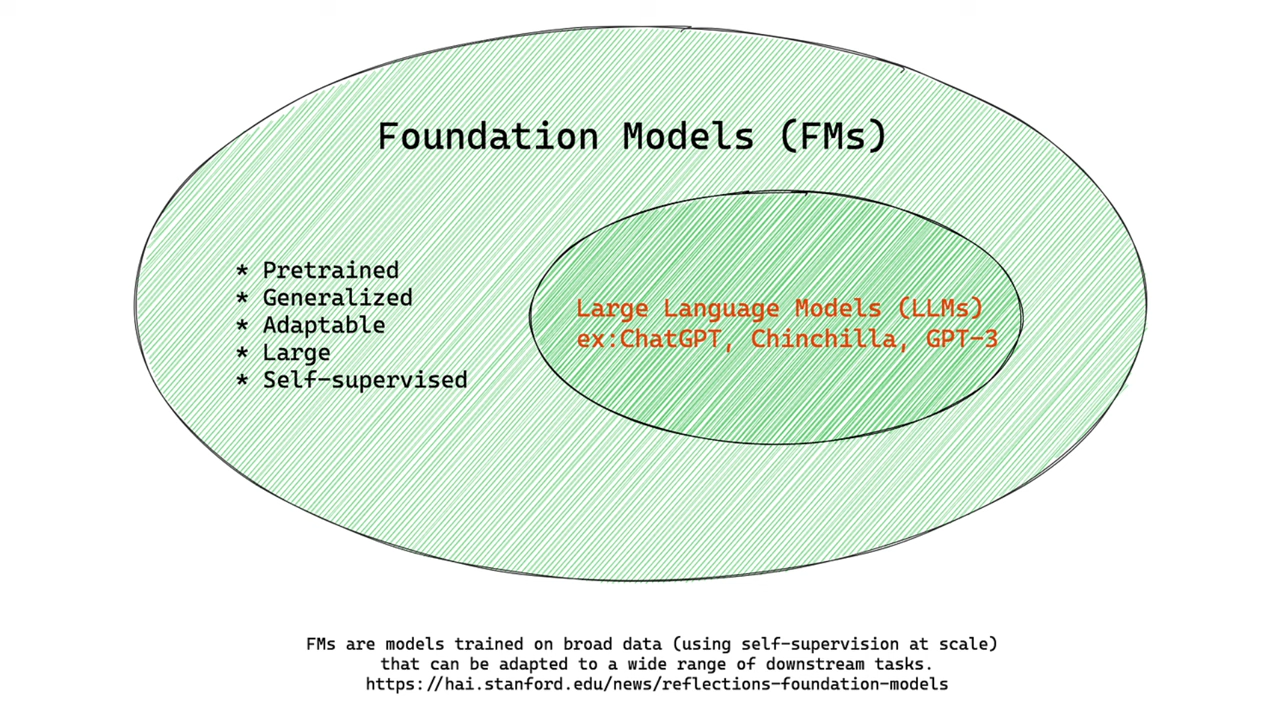 Foundation Models (FMs)
* Pretrained
* Generalized
* Adaptable
* Large
* Self-supervised
Large Language Models (LLMs)
ex:ChatGPT, Chinchilla, GPT-3
FMs are models trained on broad data (using self-supervision at scale)
that can be adapted to a wide range of downstream tasks.
https://hai.stanford.edu/news/reflections-foundation-models